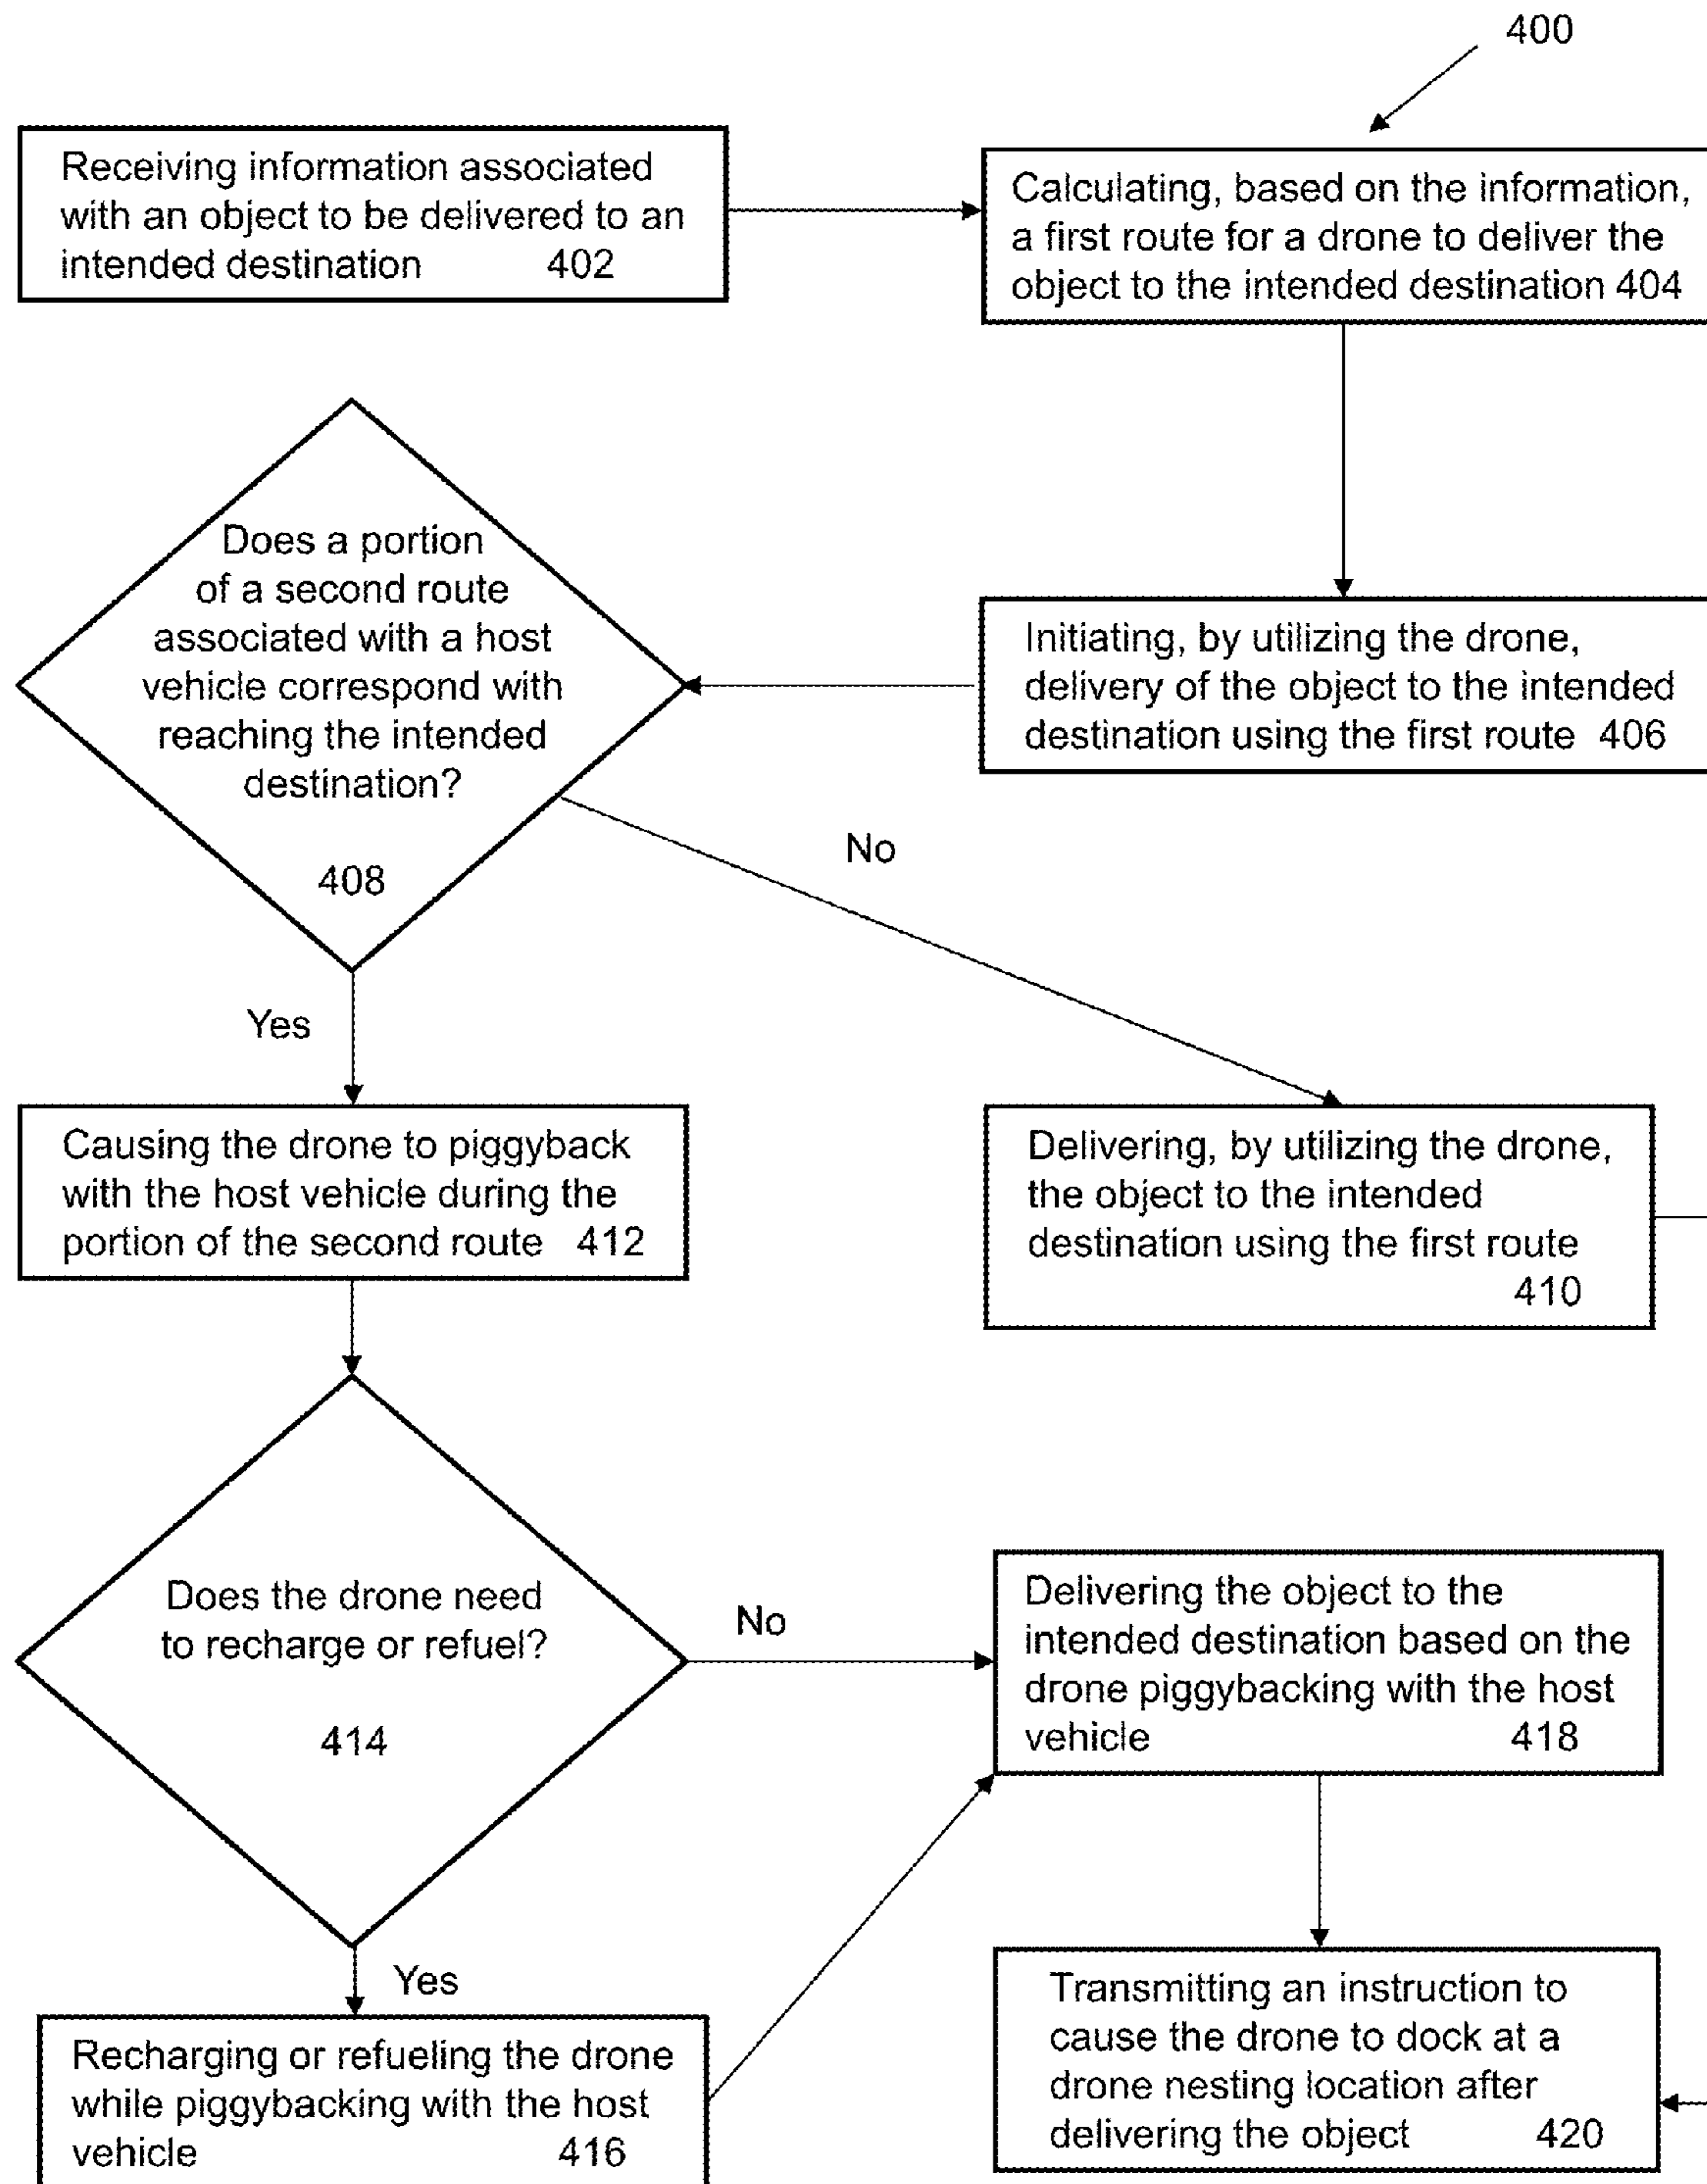 400
Receiving information associated
with an object to be delivered to an
intended destination 402
Calculating, based on the information,
a first route for a drone to deliver the
object to the intended destination 404
Initiating, by utilizing the drone,
delivery of the object to the intended
destination using the first route 406
Does a portion
of a second route
associated with a host
vehicle correspond with
reaching the intended
destination?
408
No
Yes
Delivering, by utilizing the drone,
the object to the intended
destination using the first route
410
Causing the drone to piggyback
with the host vehicle during the
portion of the second route 412
Does the drone need
to recharge or refuel?
414
No
Yes
Recharging or refueling the drone
while piggybacking with the host
vehicle 416
Delivering the object to the
intended destination based on the
drone piggybacking with the host
vehicle 418
Transmitting an instruction to
cause the drone to dock at a
drone nesting location after
delivering the object 420